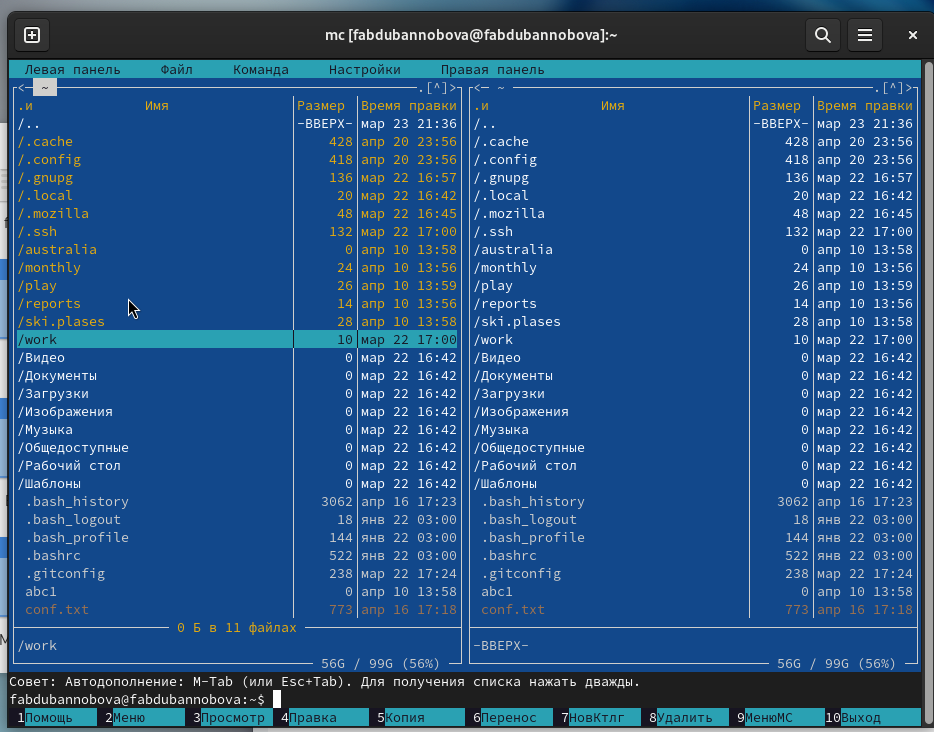 mc [fabdubannobova@fabdubannobova]:~
Левая панель Файл Команда Настройки Правая панель
<- ~ .[^]> <- ~ .[^]>
.и Имя Размер Время правки .и Имя Размер Время правки
/.. -ВВЕРХ- мар 23 21:36 /.. -ВВЕРХ- мар 23 21:36
/.cache 428 апр 20 23:56 /.cache 428 апр 20 23:56
/.config 418 апр 20 23:56 /.config 418 апр 20 23:56
/.gnupg 136 мар 22 16:57 /.gnupg 136 мар 22 16:57
/.local 20 мар 22 16:42 /.local 20 мар 22 16:42
/.mozilla 48 мар 22 16:45 /.mozilla 48 мар 22 16:45
/.ssh 132 мар 22 17:00 /.ssh 132 мар 22 17:00
/australia 0 апр 10 13:58 /australia 0 апр 10 13:58
/monthly 24 апр 10 13:56 /monthly 24 апр 10 13:56
/play 26 апр 10 13:59 /play 26 апр 10 13:59
/reports 14 апр 10 13:56 /reports 14 апр 10 13:56
/ski.plases 28 апр 10 13:58 /ski.plases 28 апр 10 13:58
/work 10 мар 22 17:00 /work 10 мар 22 17:00
/Видео 0 мар 22 16:42 /Видео 0 мар 22 16:42
/Документы 0 мар 22 16:42 /Документы 0 мар 22 16:42
/Загрузки 0 мар 22 16:42 /Загрузки 0 мар 22 16:42
/Изображения 0 мар 22 16:42 /Изображения 0 мар 22 16:42
/Музыка 0 мар 22 16:42 /Музыка 0 мар 22 16:42
/Общедоступные 0 мар 22 16:42 /Общедоступные 0 мар 22 16:42
/Рабочий стол 0 мар 22 16:42 /Рабочий стол 0 мар 22 16:42
/Шаблоны 0 мар 22 16:42 /Шаблоны 0 мар 22 16:42
.bash_history 3062 апр 16 17:23 .bash_history 3062 апр 16 17:23
.bash_logout 18 янв 22 03:00 .bash_logout 18 янв 22 03:00
.bash_profile 144 янв 22 03:00 .bash_profile 144 янв 22 03:00
.bashrc 522 янв 22 03:00 .bashrc 522 янв 22 03:00
.gitconfig 238 мар 22 17:24 .gitconfig 238 мар 22 17:24
abc1 0 апр 10 13:58 abc1 0 апр 10 13:58
conf.txt 773 апр 16 17:18 conf.txt 773 апр 16 17:18
0 Б в 11 файлах
/work -ВВЕРХ-
56G / 99G (56%) 56G / 99G (56%)
Совет: Автодополнение: M-Tab (или Esc+Tab). Для получения списка нажать дважды.
fabdubannobova@fabdubannobova:~$
1Помощь 2Меню 3Просмотр 4Правка 5Копия 6Перенос 7НовКтлг 8Удалить 9МенюМС 10Выход